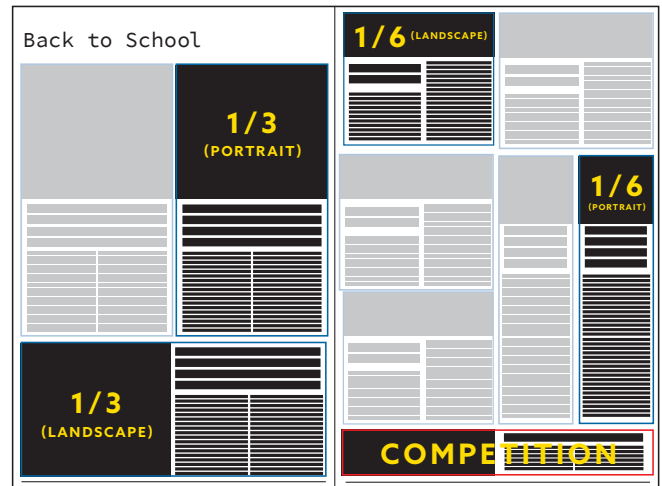 Back to School
1/3
(PORTRAIT)
1/3
(LANDSCAPE)
1/6 (LANDSCAPE)
1/6
(PORTRAIT)
COMPETITION